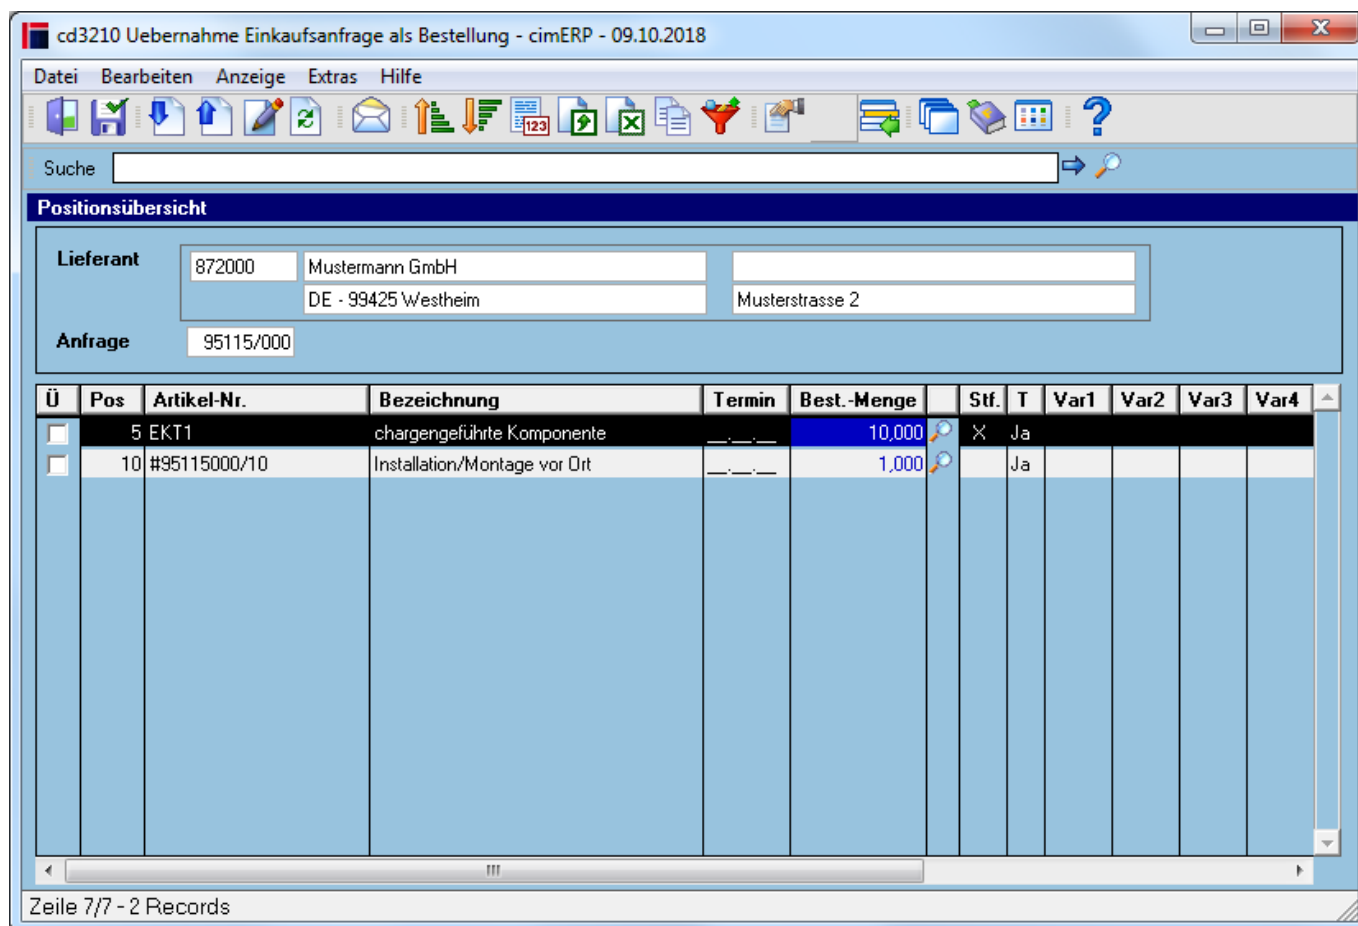 cd3210 Uebernahme Einkaufsanfrage als Bestellung - cimERP - 09.10.2018
Datei Bearbeiten Anzeige Extras Hilfe
123
Suche
Positionsübersicht
Lieferant 872000 Mustermann GmbH
DE - 99425 Westheim Musterstrasse 2
Anfrage 95115/000
Ü Pos Artikel-Nr. Bezeichnung Termin Best.-Menge Stf. T Var1 Var2 Var3 Var4
5 EKT1 chargengeführte Komponente __.__.__ 10,000 X Ja
10 #95115000/10 Installation/Montage vor Ort __.__.__ 1,000 Ja
Zeile 7/7 - 2 Records